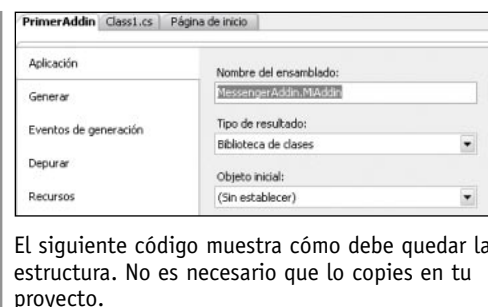 PrimerAddin Class1.cs Página de inicio
Aplicación
Generar
Eventos de generación
Depurar
Recursos
Nombre del ensamblado:
MessengerAddin.MiAddin
Tipo de resultado:
Biblioteca de clases
Objeto inicial:
(Sin establecer)
El siguiente código muestra cómo debe quedar la
estructura. No es necesario que lo copies en tu
proyecto.